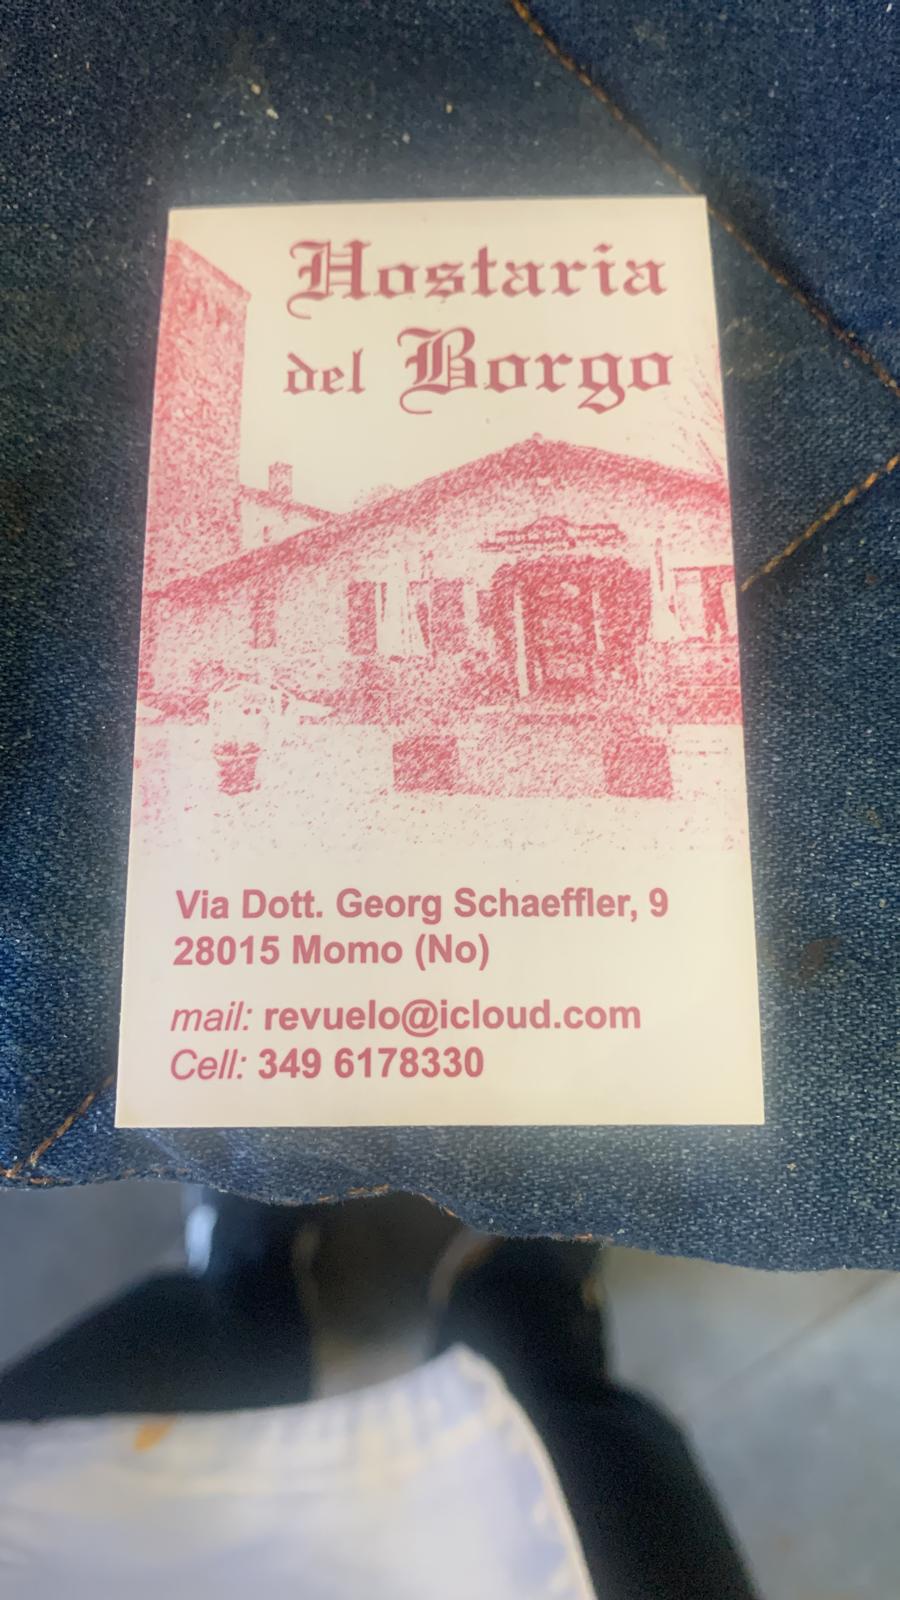 Hostaria
del Borgo
Via Dott. Georg Schaeffler, 9
28015 Momo (No)
mail: revuelo@icloud.com
Cell: 349 6178330